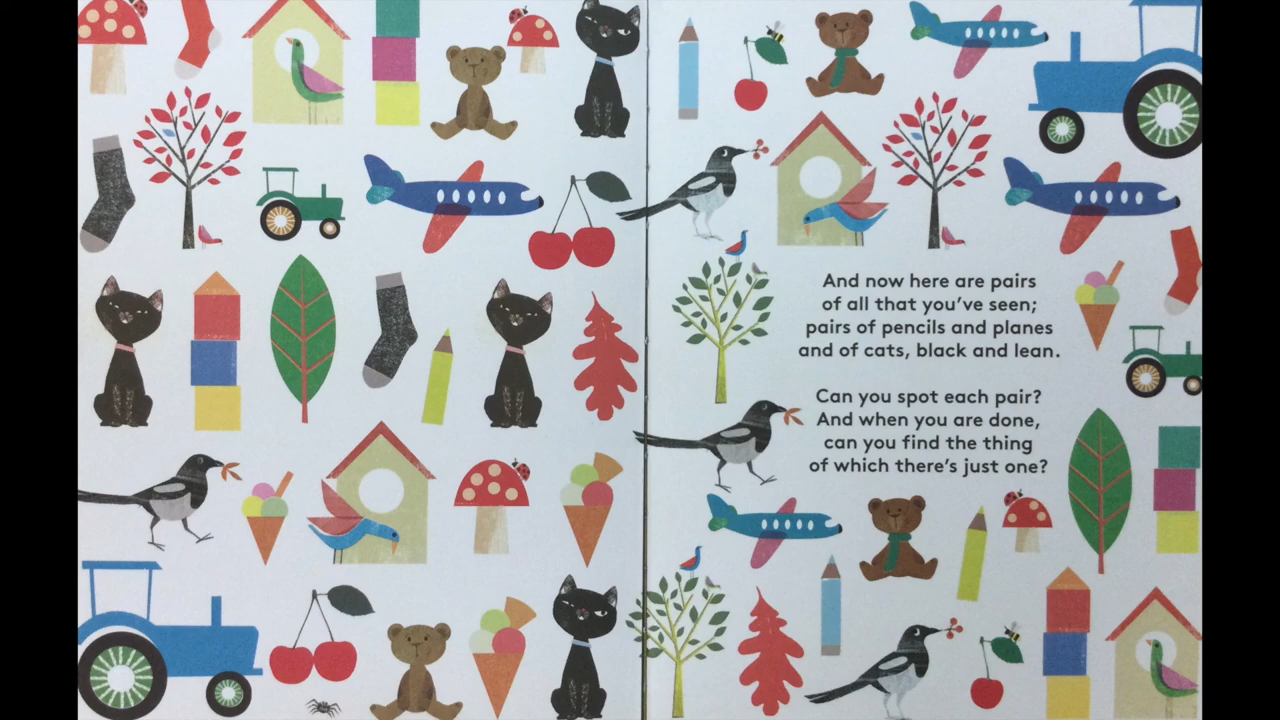 And now here are pairs
of all that you've seen;
pairs of pencils and planes
and of cats, black and lean.
Can you spot each pair?
And when you are done,
can you find the thing
of which there's just one?